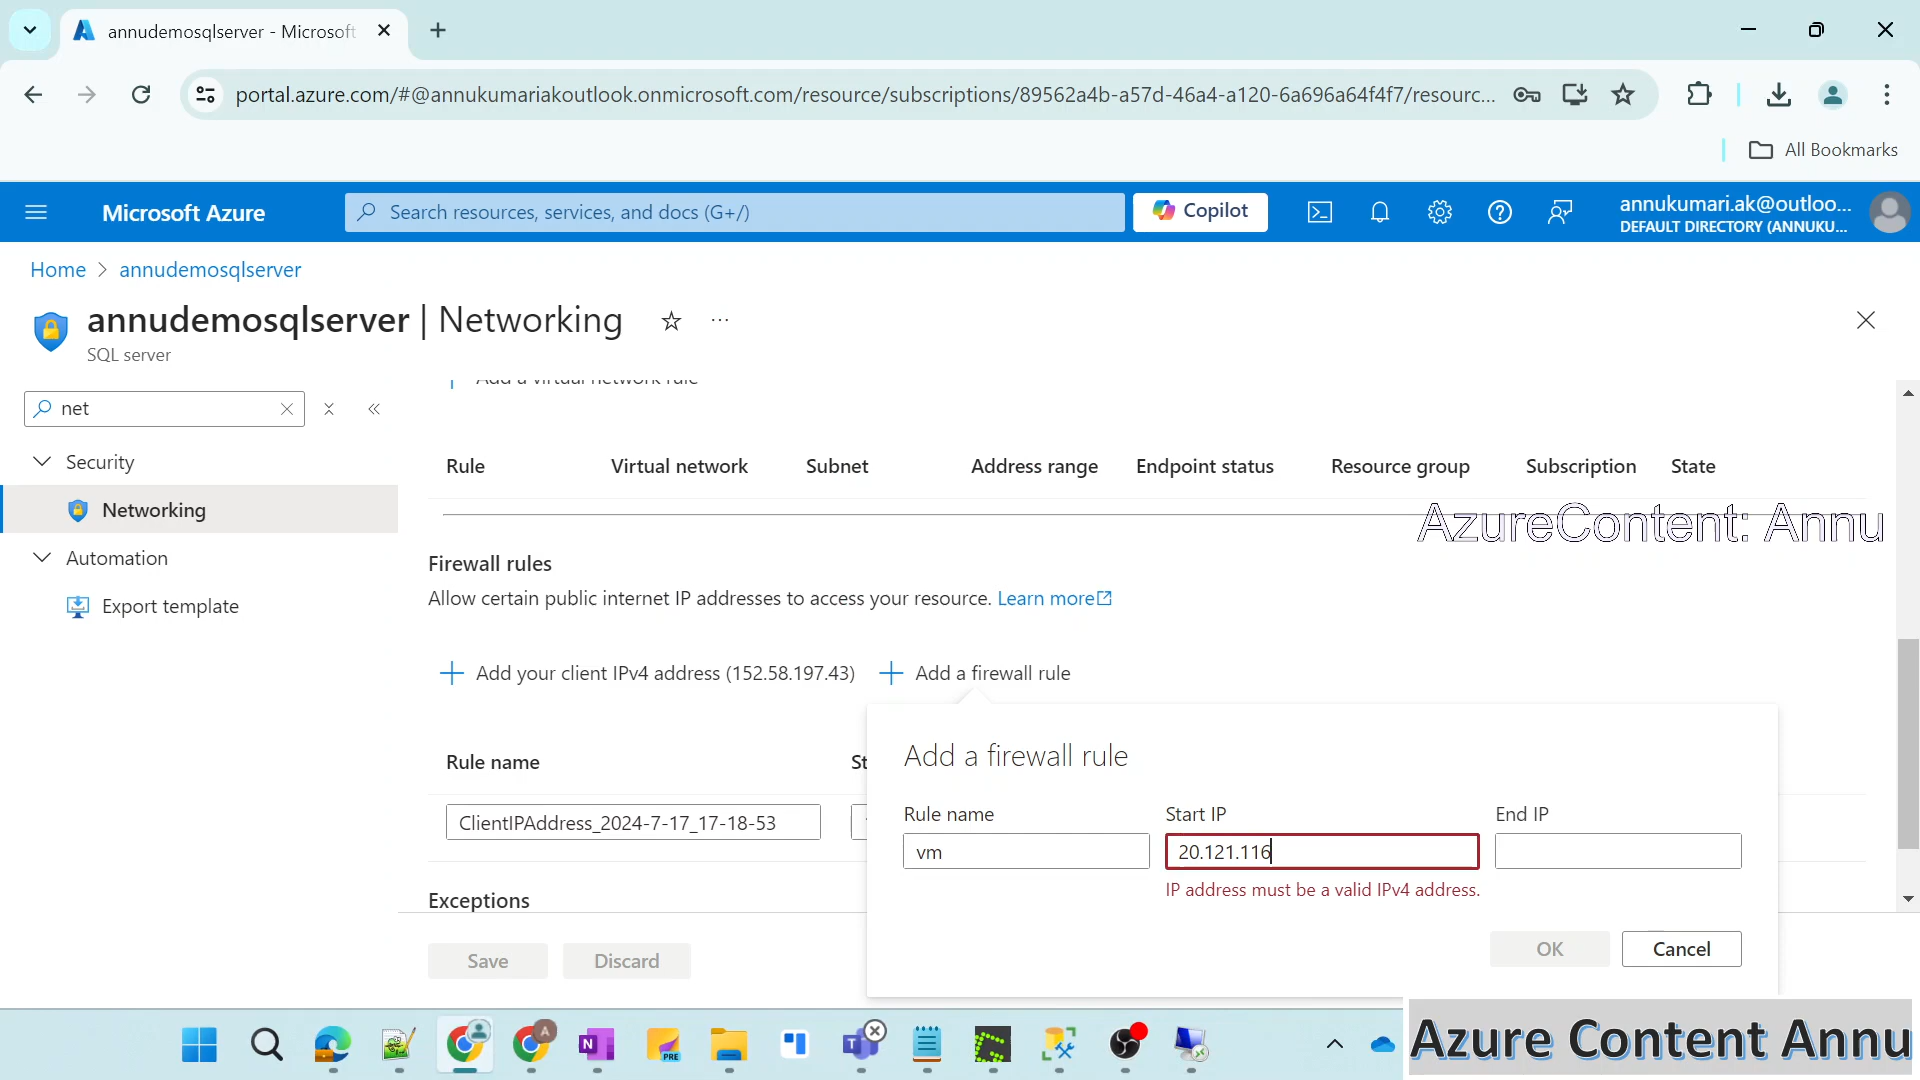 annudemosqlserver - Microsoft
portal.azure.com/#@annukumariakoutlook.onmicrosoft.com/resource/subscriptions/89562a4b-a57d-46a4-a120-6a696a64f4f7/resourc...
All Bookmarks
Microsoft Azure
Search resources, services, and docs (G+/)
Copilot
annukumari.ak@outloo...
DEFAULT DIRECTORY (ANNUKU...
Home > annudemosqlserver
annudemosqlserver | Networking
SQL server
net
Security
Networking
Automation
Export template
Add a virtual network rule
Rule Virtual network Subnet Address range Endpoint status Resource group Subscription State
AzureContent: Annu
Firewall rules
Allow certain public internet IP addresses to access your resource. Learn more
Add your client IPv4 address (152.58.197.43) Add a firewall rule
Rule name St
ClientIPAddress_2024-7-17_17-18-53
Exceptions
Save Discard
Add a firewall rule
Rule name Start IP End IP
vm 20.121.116
IP address must be a valid IPv4 address.
OK Cancel
A
N
PRE
T
Azure Content Annu